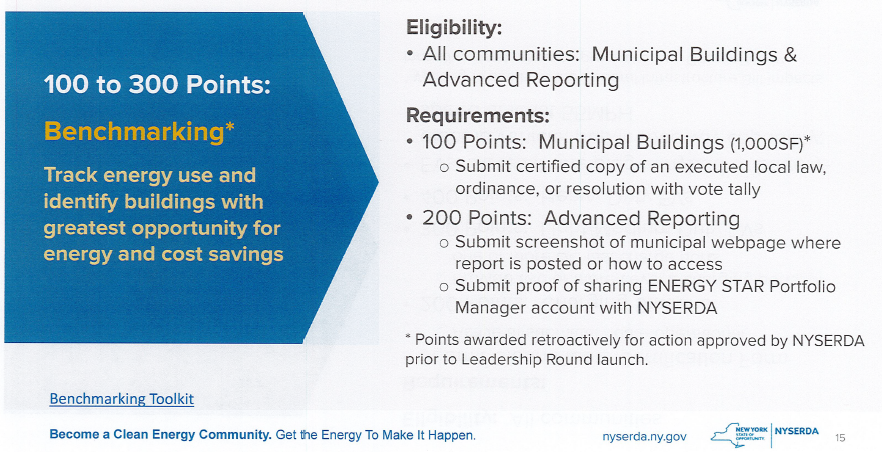 100 to 300 Points:
Benchmarking*
Track energy use and
identify buildings with
greatest opportunity for
energy and cost savings
Eligibility:
• All communities: Municipal Buildings &
Advanced Reporting
Requirements:
• 100 Points: Municipal Buildings (1,000SF)*
o Submit certified copy of an executed local law,
ordinance, or resolution with vote tally
• 200 Points: Advanced Reporting
o Submit screenshot of municipal webpage where
report is posted or how to access
o Submit proof of sharing ENERGY STAR Portfolio
Manager account with NYSERDA
* Points awarded retroactively for action approved by NYSERDA
prior to Leadership Round launch.
Benchmarking Toolkit
Become a Clean Energy Community. Get the Energy To Make It Happen.
nyserda.ny.gov
NEW YORK
STATE OF
OPPORTUNITY.
NYSERDA
15